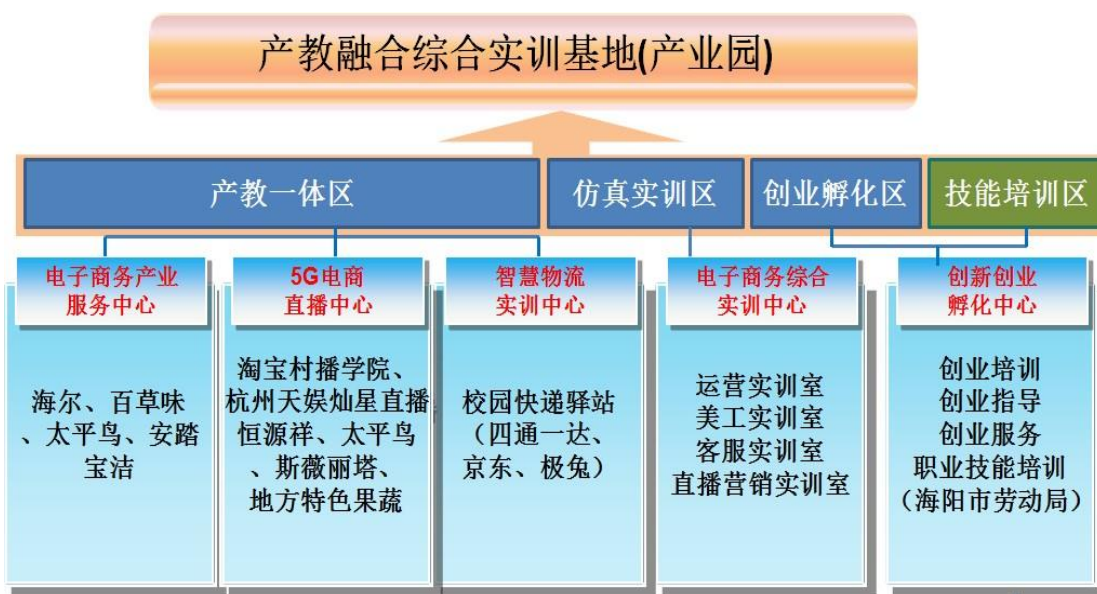 产教融合综合实训基地(产业园)
产教一体区
仿真实训区
创业孵化区
技能培训区
电子商务产业
服务中心
海尔、百草味
、太平鸟、安踏
宝洁
5G电商
直播中心
淘宝村播学院、
杭州天娱灿星直播
恒源祥、太平鸟
、斯薇丽塔、
地方特色果蔬
智慧物流
实训中心
校园快递驿站
（四通一达、
京东、极兔）
电子商务综合
实训中心
运营实训室
美工实训室
客服实训室
直播营销实训室
创新创业
孵化中心
创业培训
创业指导
创业服务
职业技能培训
（海阳市劳动局）